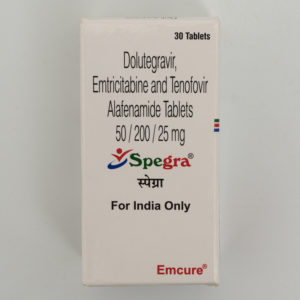 30 Tablets
Dolutegravir,
Emtricitabine and Tenofovir
Alafenamide Tablets
50/200/25 mg
Spegra®
स्पेग्रा
For India Only
Emcure®